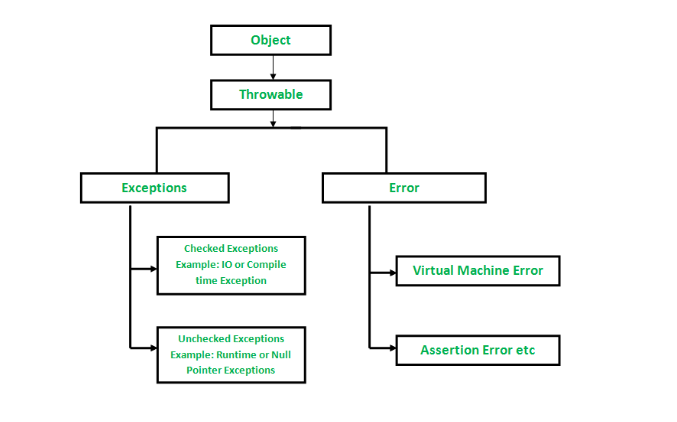 Object
Throwable
Exceptions
Error
Checked Exceptions
Example: IO or Compile
time Exception
Virtual Machine Error
Unchecked Exceptions
Example: Runtime or Null
Pointer Exceptions
Assertion Error etc